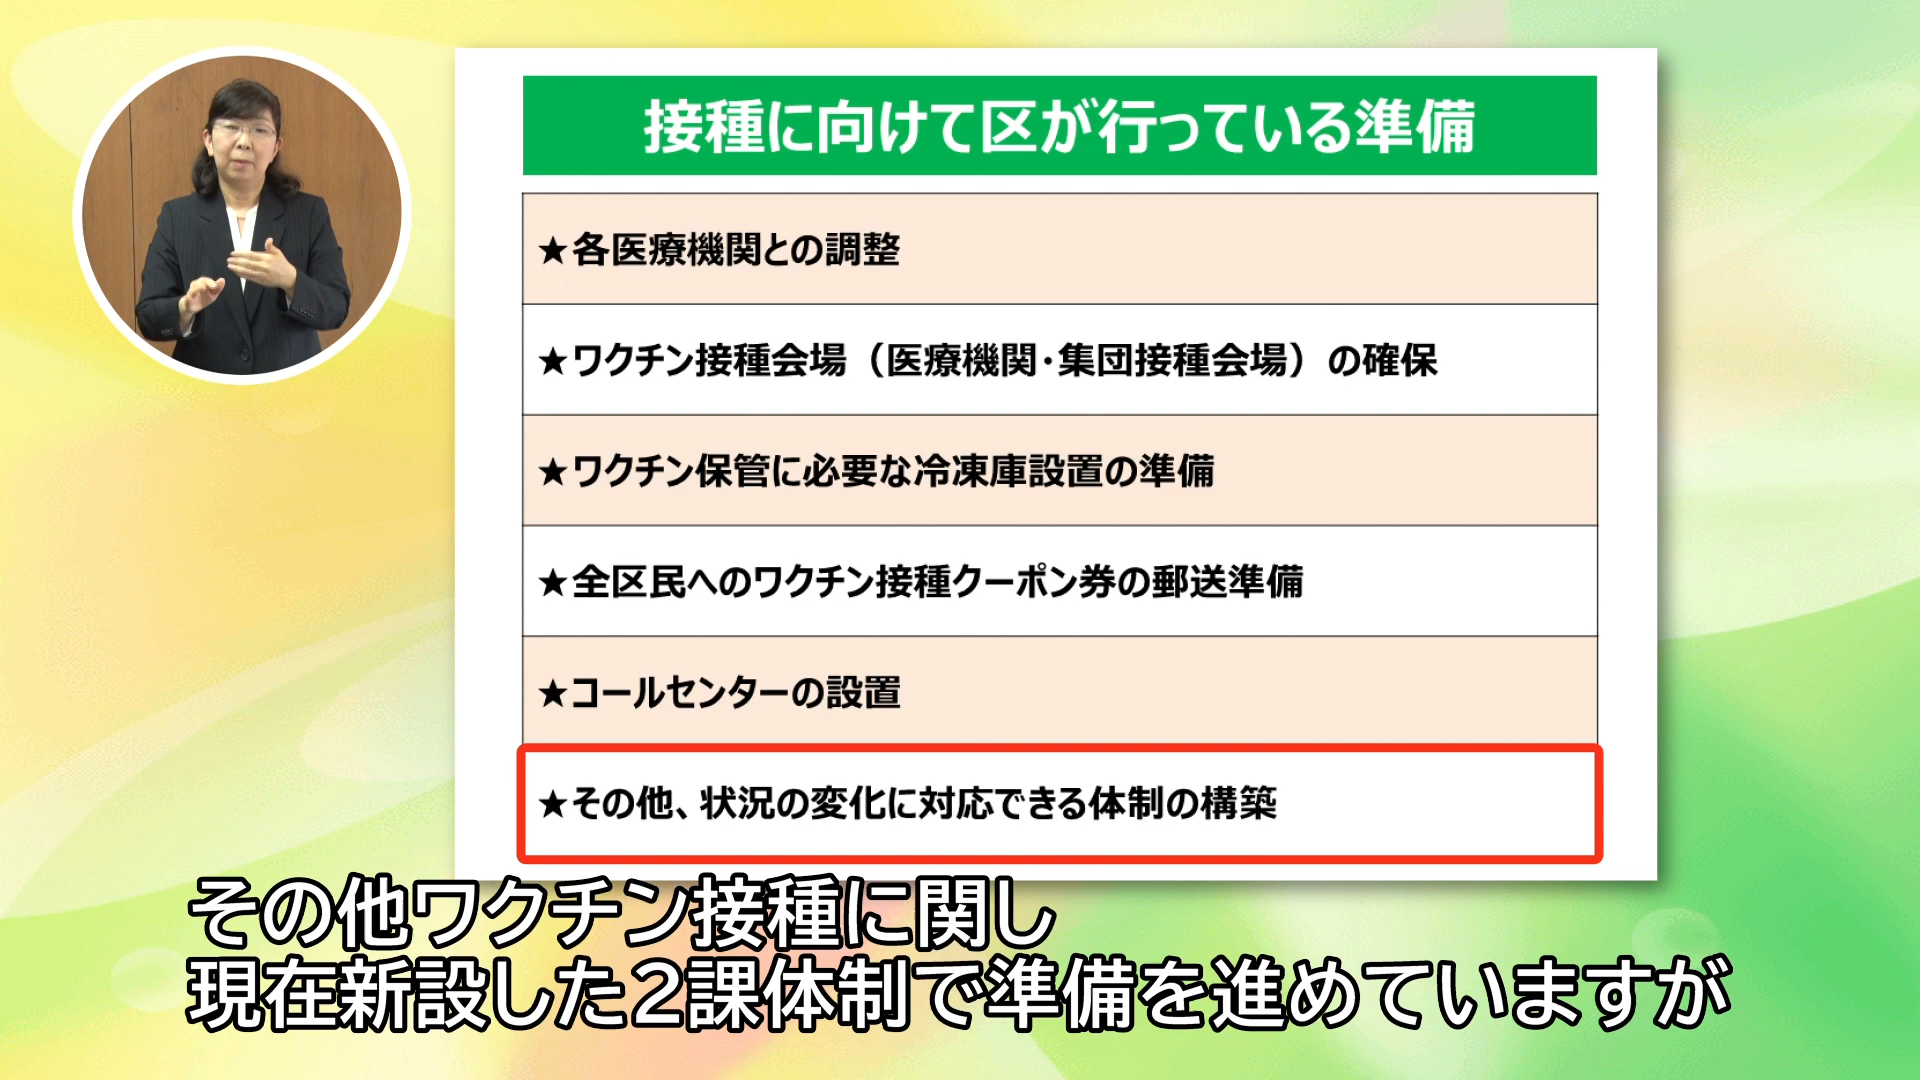 接種に向けて区が行っている準備
★各医療機関との調整
★ワクチン接種会場（医療機関・集団接種会場）の確保
★ワクチン保管に必要な冷凍庫設置の準備
★全区民へのワクチン接種クーポン券の郵送準備
★コールセンターの設置
★その他、状況の変化に対応できる体制の構築
その他ワクチン接種に関し
現在新設した２課体制で準備を進めていますが